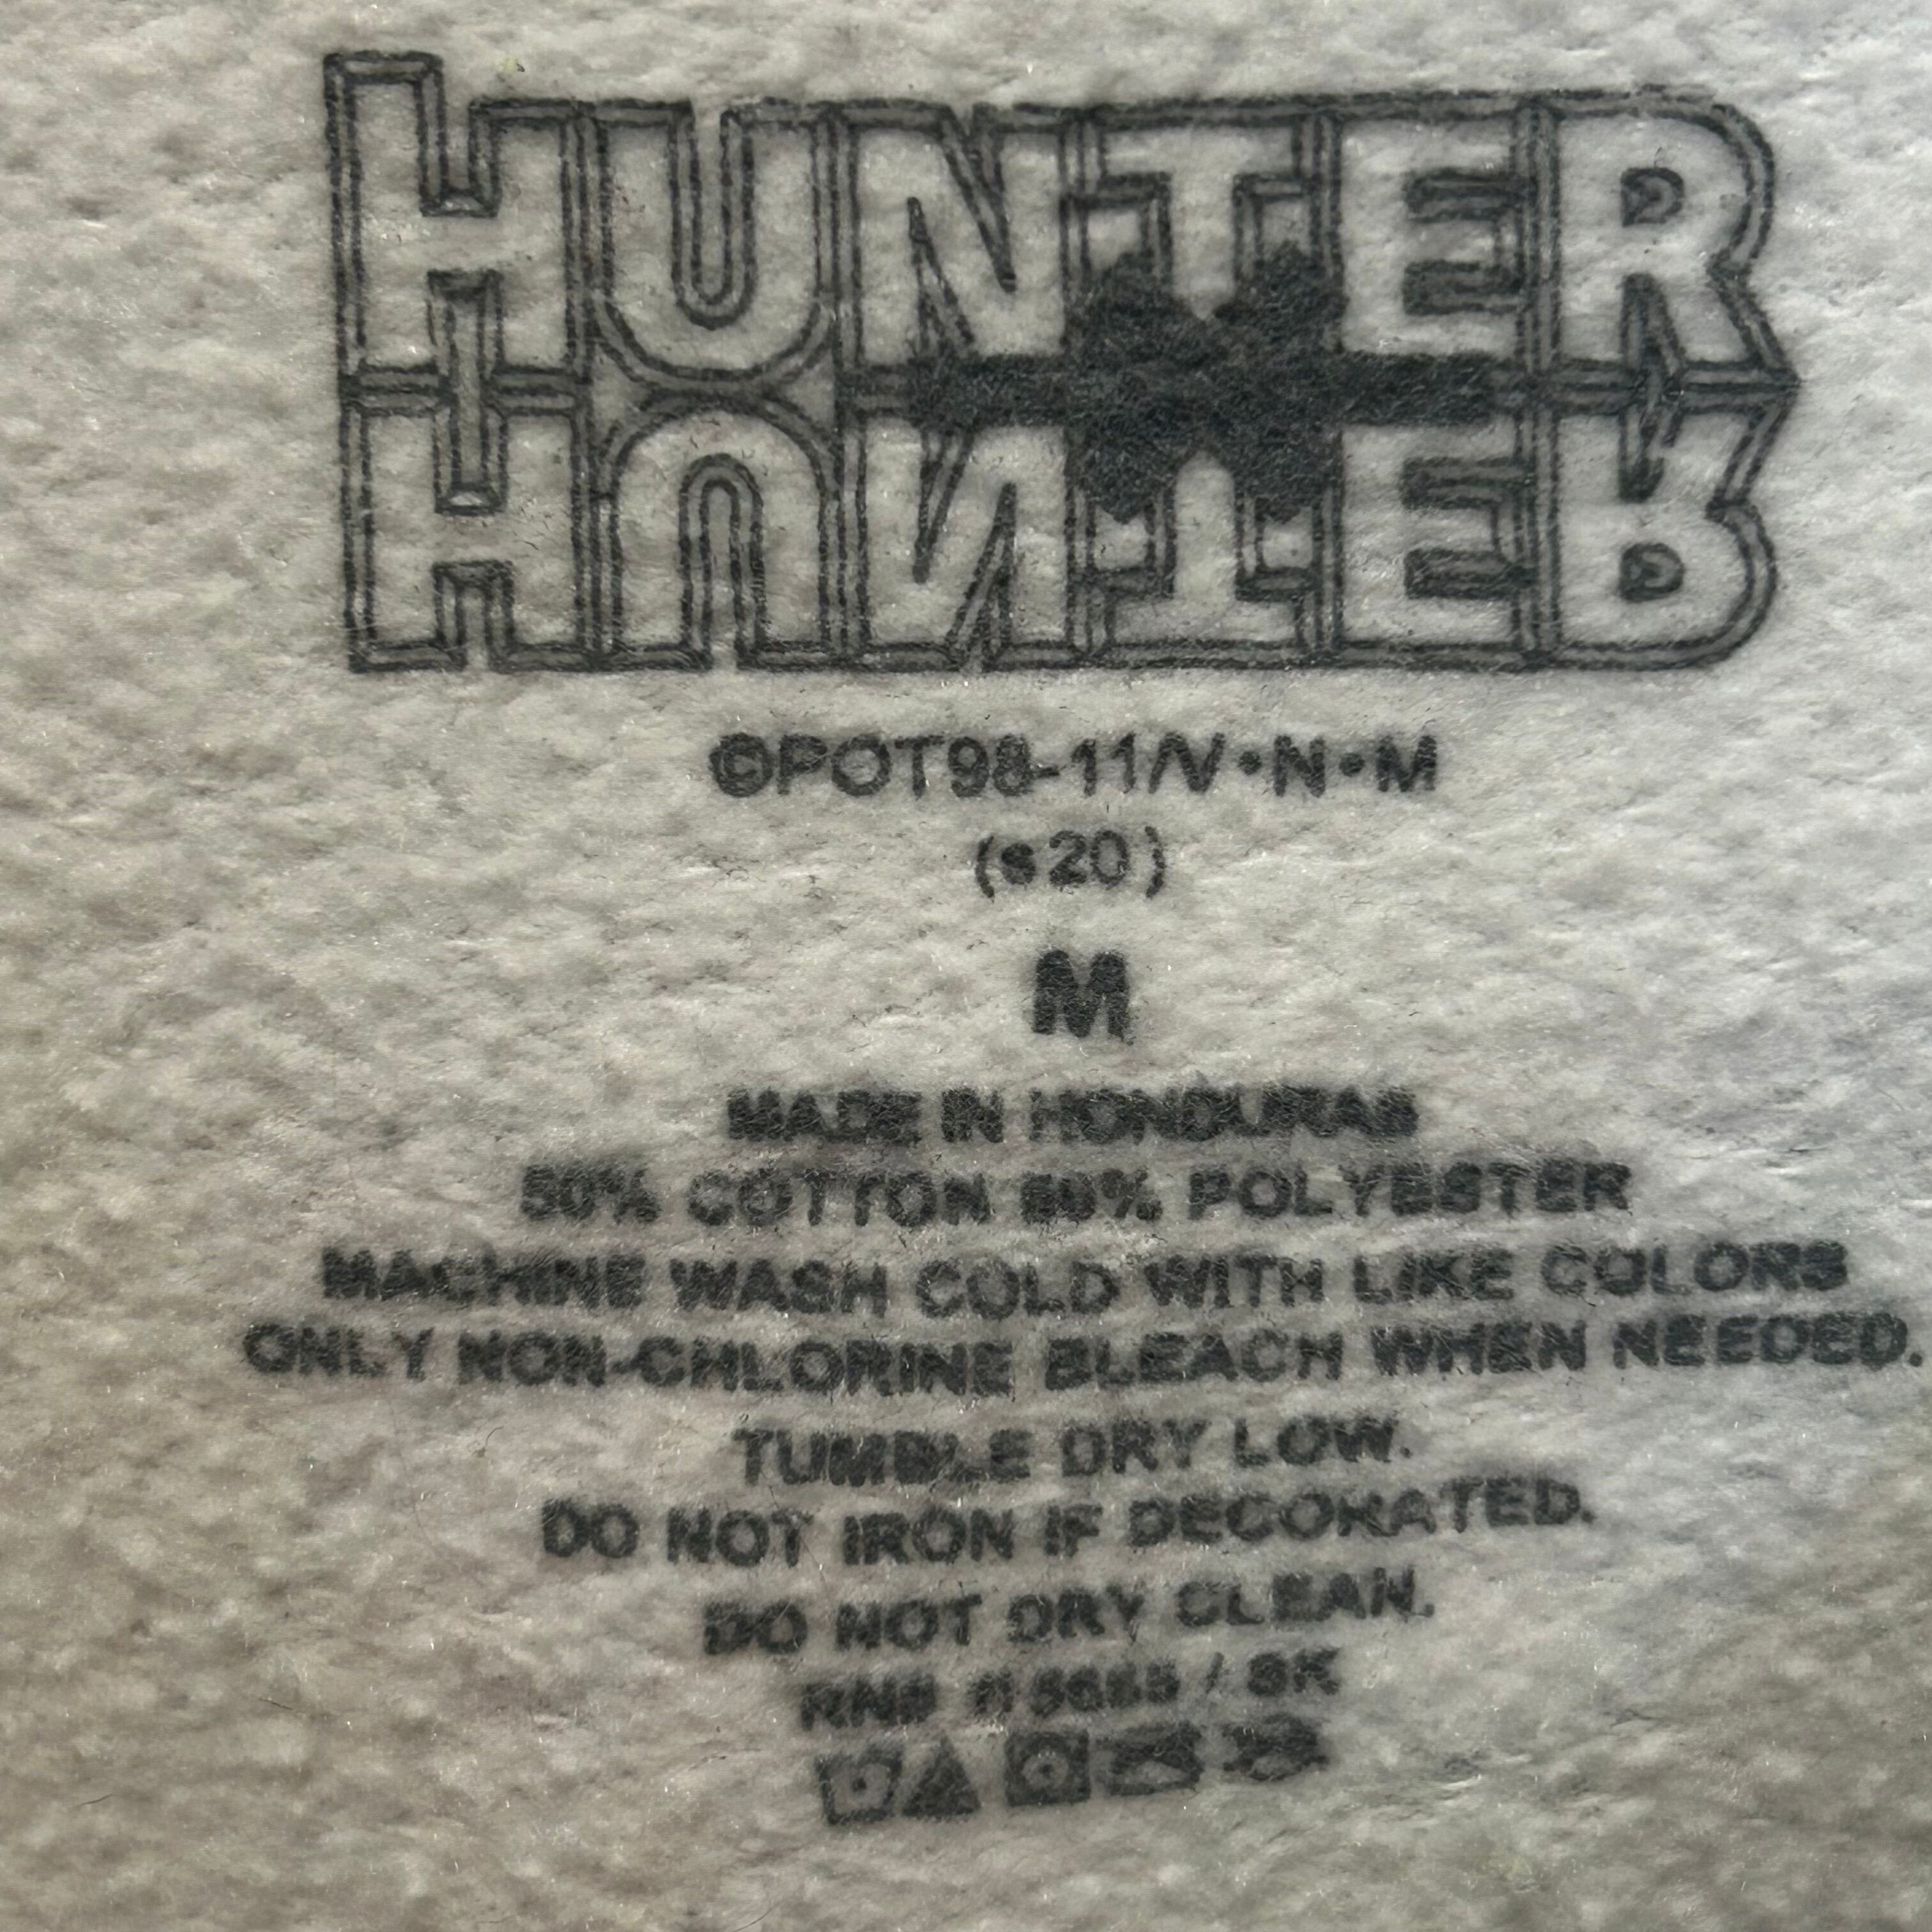 HUNTER
HUNTER
©POT98-11/V•N•M
(s20)
M
MADE IN HONDURAS
50% COTTON 50% POLYESTER
MACHINE WASH COLD WITH LIKE COLORS
ONLY NON-CHLORINE BLEACH WHEN NEEDED.
TUMBLE DRY LOW.
DO NOT IRON IF DECORATED.
DO NOT DRY CLEAN.